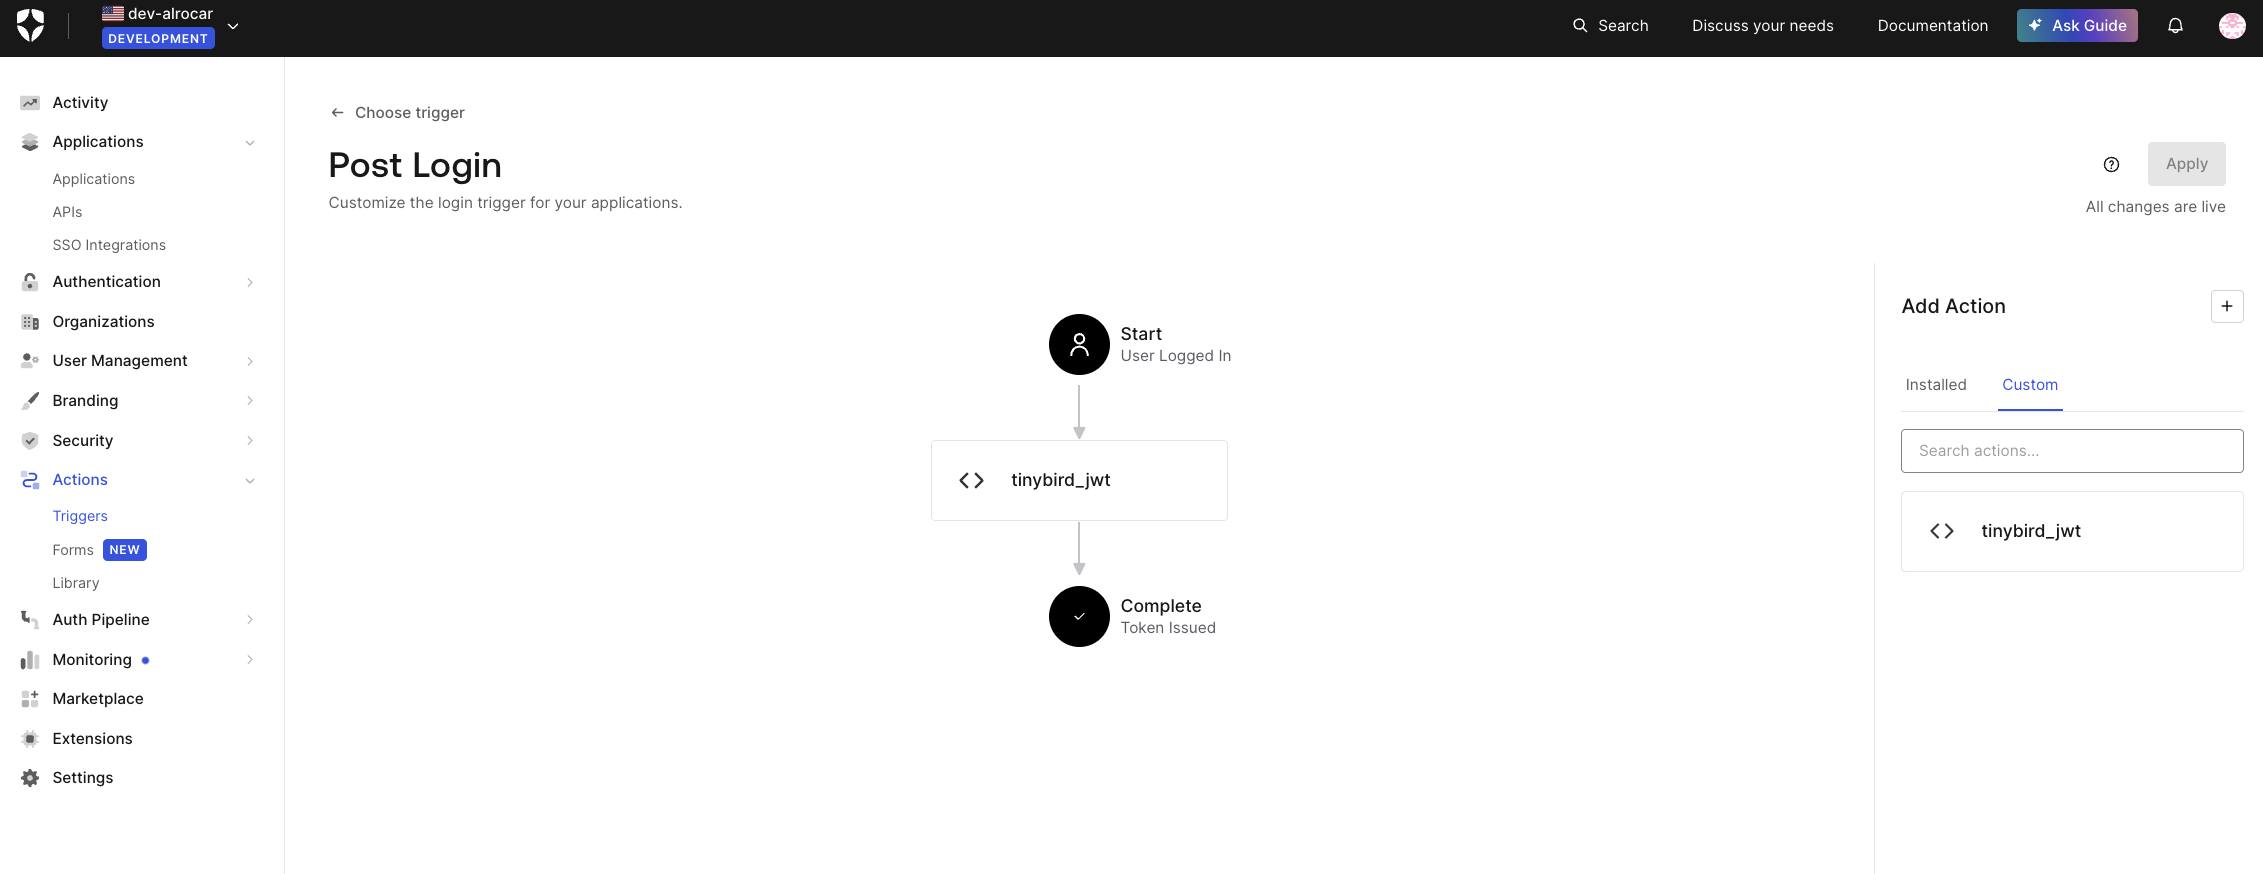 dev-alrocar
DEVELOPMENT
Search
Discuss your needs
Documentation
Ask Guide
Activity
Applications
Applications
APIs
SSO Integrations
Authentication
Organizations
User Management
Branding
Security
Actions
Triggers
Forms NEW
Library
Auth Pipeline
Monitoring
Marketplace
Extensions
Settings
← Choose trigger
Post Login
Customize the login trigger for your applications.
Apply
All changes are live
Start
User Logged In
<> tinybird_jwt
Complete
Token Issued
Add Action
+
Installed Custom
Search actions...
<> tinybird_jwt